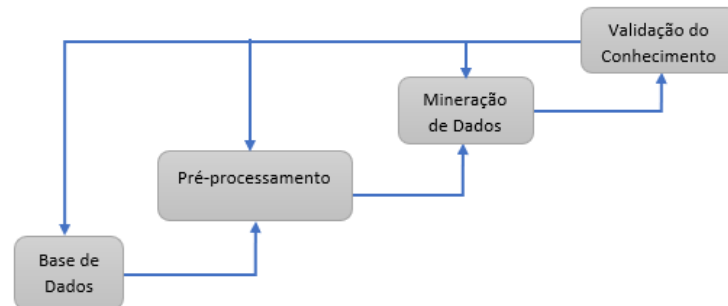 Validação do
Conhecimento
Mineração
de Dados
Pré-processamento
Base de
Dados